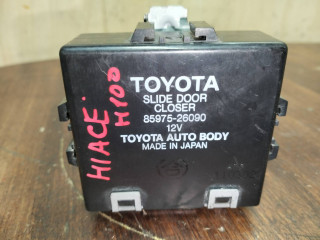 TOYOTA
SLIDE DOOR
CLOSER
85975-26090
12V
TOYOTA AUTO BODY
MADE IN JAPAN
HIACE
H100